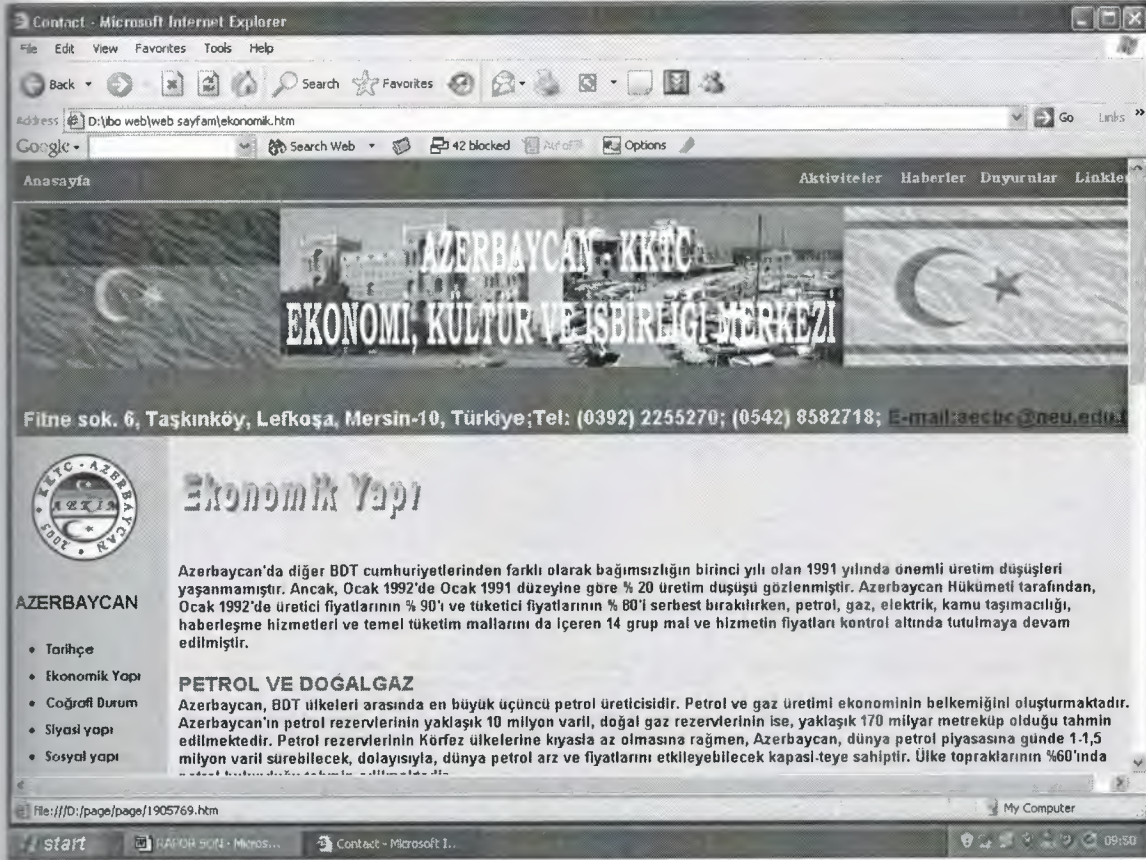 Contact - Microsoft Internet Explorer
File Edit View Favorites Tools Help
Back Search Favorites
Address D:\ibo web\web sayfam\ekonomik.htm Go Links »
Google Search Web 42 blocked AutoFill Options
Anasayfa Aktiviteler Haberler Duyurular Linkler
AZERBAYCAN - KKTC
EKONOMİ, KÜLTÜR VE İŞBİRLİĞİ MERKEZİ
Fitne sok. 6, Taşkınköy, Lefkoşa, Mersin-10, Türkiye;Tel: (0392) 2255270; (0542) 8582718; E-mail:aecbc@neu.edu.t
KKTC - AZERBAYCAN
AEKİM
2005
Ekonomik Yapı
Azerbaycan'da diğer BDT cumhuriyetlerinden farklı olarak bağımsızlığın birinci yılı olan 1991 yılında önemli üretim düşüşleri
yaşanmamıştır. Ancak, Ocak 1992'de Ocak 1991 düzeyine göre % 20 üretim düşüşü gözlenmiştir. Azerbaycan Hükümeti tarafından,
Ocak 1992'de üretici fiyatlarının % 90'ı ve tüketici fiyatlarının % 80'i serbest bırakılırken, petrol, gaz, elektrik, kamu taşımacılığı,
haberleşme hizmetleri ve temel tüketim mallarını da içeren 14 grup mal ve hizmetin fiyatları kontrol altında tutulmaya devam
edilmiştir.
AZERBAYCAN
Tarihçe
Ekonomik Yapı
Coğrafi Durum
Siyasi yapı
Sosyal yapı
PETROL VE DOĞALGAZ
Azerbaycan, BDT ülkeleri arasında en büyük üçüncü petrol üreticisidir. Petrol ve gaz üretimi ekonominin belkemiğini oluşturmaktadır.
Azerbaycan'ın petrol rezervlerinin yaklaşık 10 milyon varil, doğal gaz rezervlerinin ise, yaklaşık 170 milyar metreküp olduğu tahmin
edilmektedir. Petrol rezervlerinin Körfez ülkelerine kıyasla az olmasına rağmen, Azerbaycan, dünya petrol piyasasına günde 1-1,5
milyon varil sürebilecek, dolayısıyla, dünya petrol arz ve fiyatlarını etkileyebilecek kapasi-teye sahiptir. Ülke topraklarının %60'ında
file:///D:/page/page/1905769.htm My Computer
start RAPOR SON - Micros... Contact - Microsoft I... 09:50